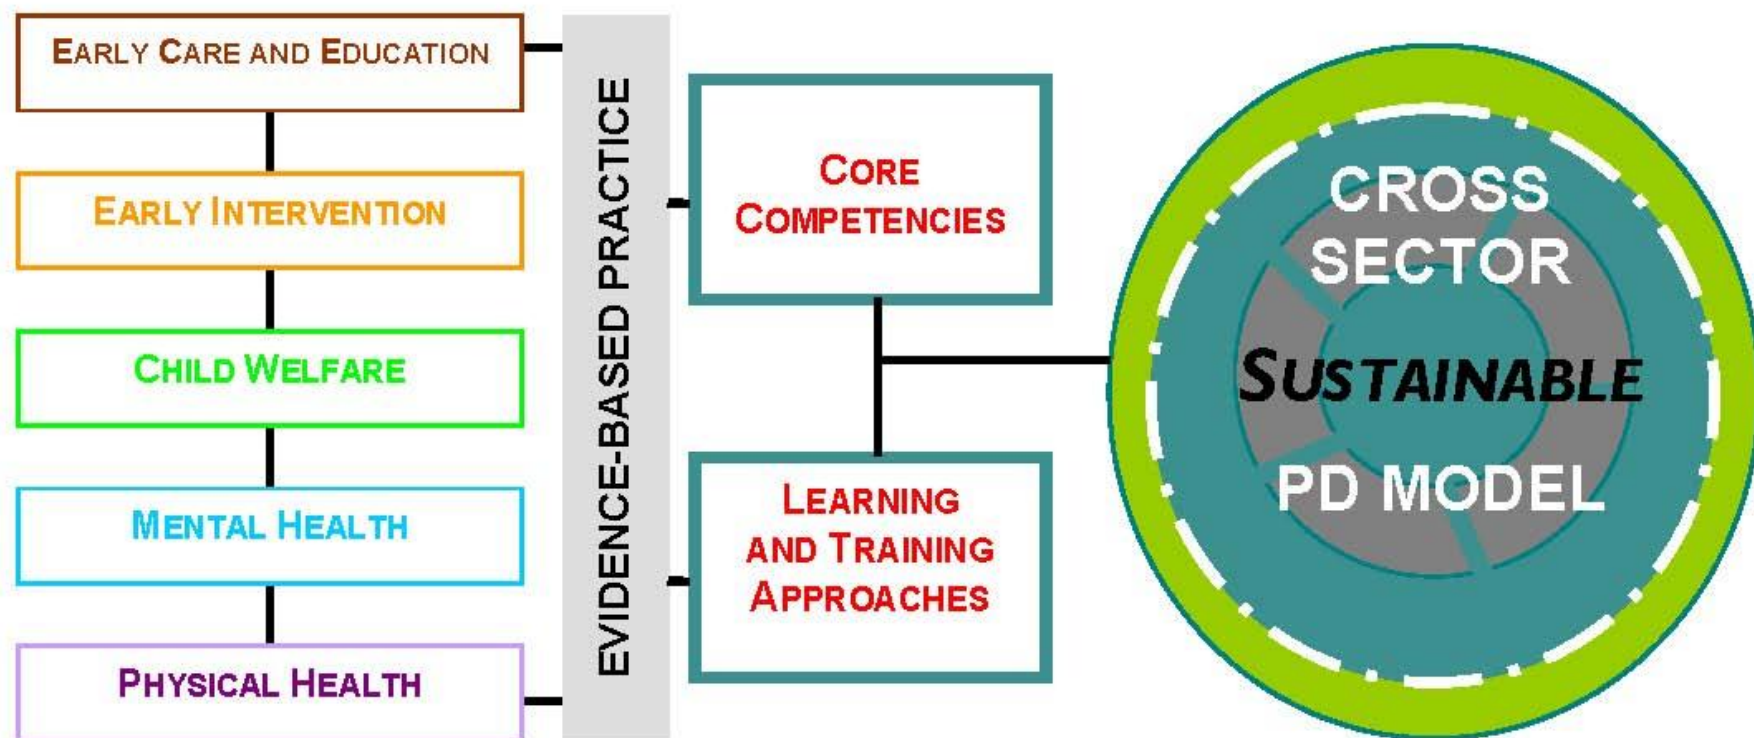 EARLY CARE AND EDUCATION
EARLY INTERVENTION
CHILD WELFARE
MENTAL HEALTH
PHYSICAL HEALTH
EVIDENCE-BASED PRACTICE
CORE
COMPETENCIES
LEARNING
AND TRAINING
APPROACHES
CROSS
SECTOR
SUSTAINABLE
PD MODEL